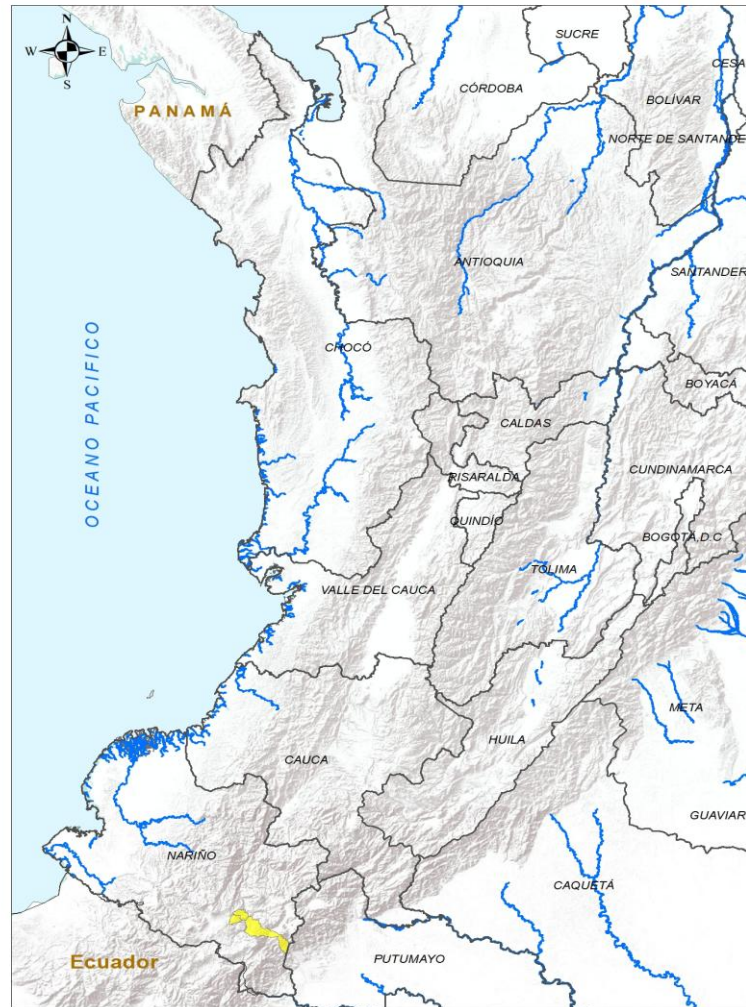 N
W E
S
SUCRE
CESA
CÓRDOBA
BOLÍVAR
PANAMÁ
NORTE DE SANTANDE
ANTIOQUIA
SANTANDER
OCEANO PACIFICO
CHOCÓ
BOYACÁ
CALDAS
CUNDINAMARCA
RISARALDA
QUINDÍO
BOGOTÁ,D.C
TOLIMA
VALLE DEL CAUCA
META
HUILA
CAUCA
GUAVIAR
NARIÑO
CAQUETÁ
Ecuador
PUTUMAYO